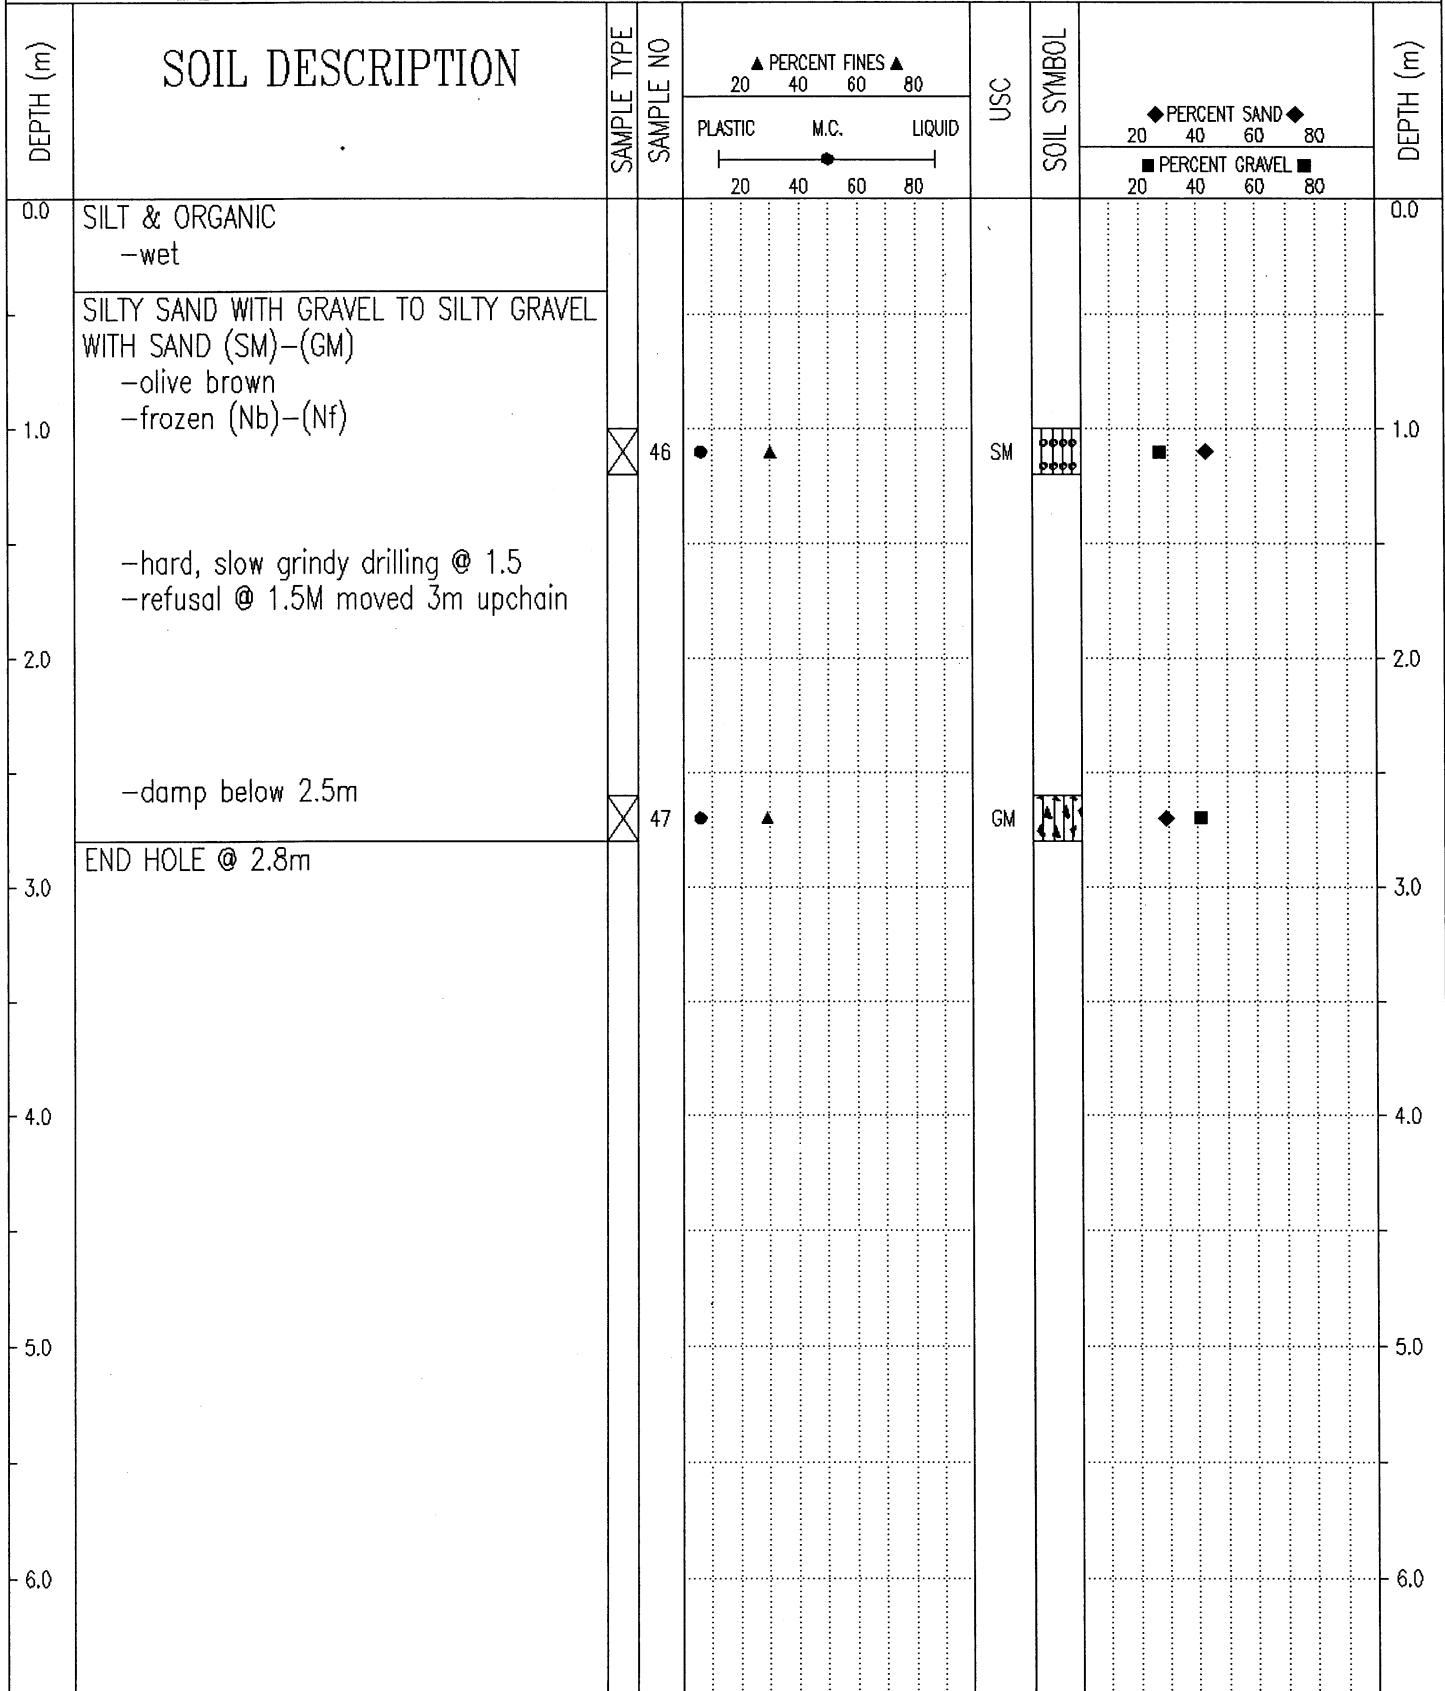 DEPTH (m)
SOIL DESCRIPTION
SAMPLE TYPE
SAMPLE NO
▲ PERCENT FINES ▲
20 40 60 80
PLASTIC M.C. LIQUID
20 40 60 80
USC
SOIL SYMBOL
◆ PERCENT SAND ◆
20 40 60 80
■ PERCENT GRAVEL ■
20 40 60 80
DEPTH (m)
0.0
SILT & ORGANIC
0.0
-wet
SILTY SAND WITH GRAVEL TO SILTY GRAVEL
WITH SAND (SM)-(GM)
-olive brown
-frozen (Nb)-(Nf)
1.0
1.0
46
SM
-hard, slow grindy drilling @ 1.5
-refusal @ 1.5M moved 3m upchain
2.0
2.0
-damp below 2.5m
47
GM
END HOLE @ 2.8m
3.0
3.0
4.0
4.0
5.0
5.0
6.0
6.0